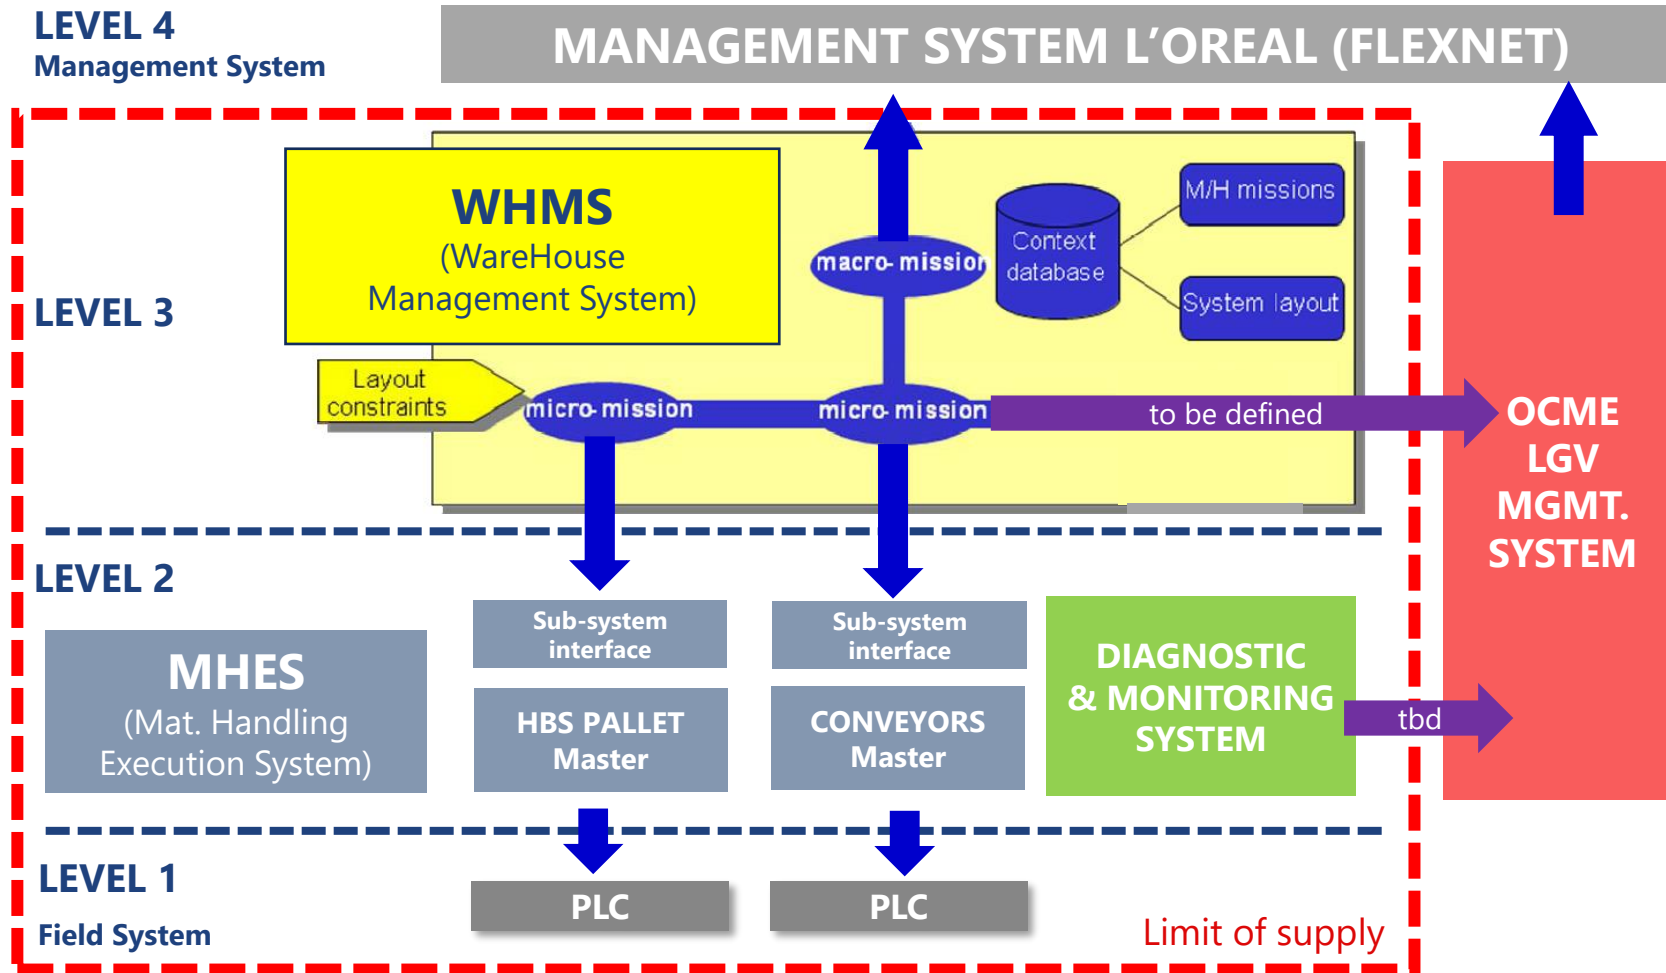 LEVEL 4
Management System
MANAGEMENT SYSTEM L’OREAL (FLEXNET)
WHMS
(WareHouse
Management System)
LEVEL 3
macro-mission
Context
database
M/H missions
System layout
Layout
constraints
micro-mission
micro-mission
to be defined
OCME
LGV
MGMT.
SYSTEM
LEVEL 2
MHES
(Mat. Handling
Execution System)
Sub-system
interface
HBS PALLET
Master
Sub-system
interface
CONVEYORS
Master
DIAGNOSTIC
& MONITORING
SYSTEM
tbd
LEVEL 1
Field System
PLC
PLC
Limit of supply